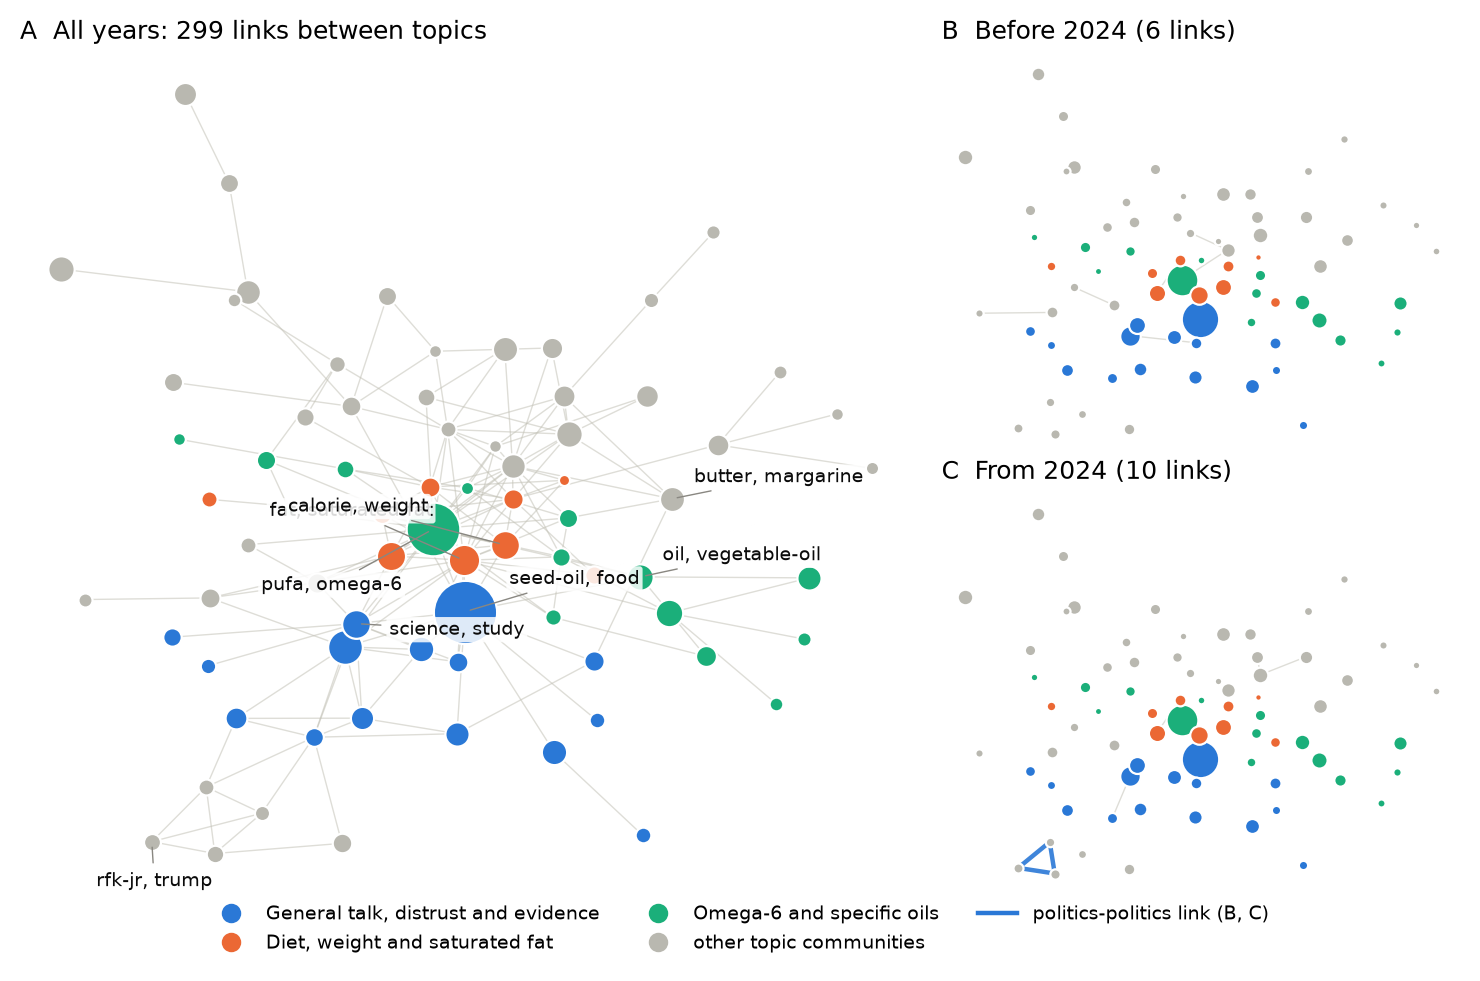 A  All years: 299 links between topics
B  Before 2024 (6 links)
butter, margarine
calorie, weight
C  From 2024 (10 links)
oil, vegetable-oil
pufa, omega-6
seed-oil, food
science, study
rfk-jr, trump
General talk, distrust and evidence
Omega-6 and specific oils
politics-politics link (B, C)
Diet, weight and saturated fat
other topic communities